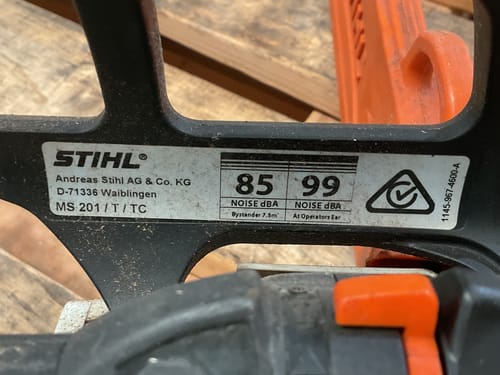 STIHL®
Andreas Stihl AG & Co. KG
D-71336 Waiblingen
MS 201 / T / TC
85 99
NOISE dBA NOISE dBA
Bystander 7.5m At Operators Ear
1145-967-4600-A